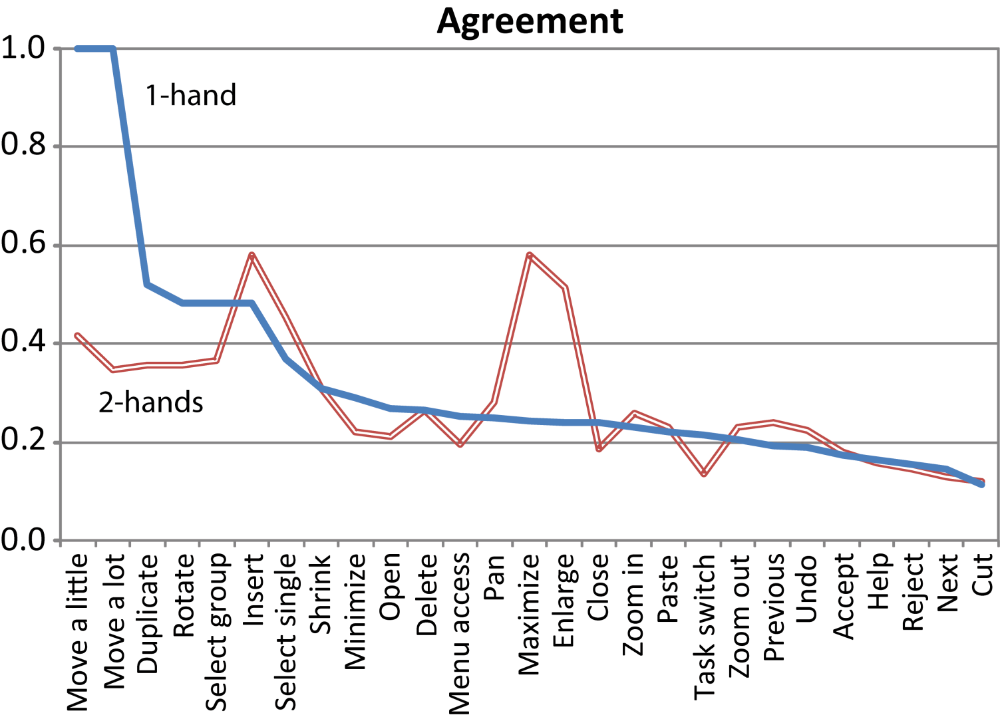 Agreement
1.0
0.8
0.6
0.4
0.2
0.0
1-hand
2-hands
Move a little
Move a lot
Duplicate
Rotate
Select group
Insert
Select single
Shrink
Minimize
Open
Delete
Menu access
Pan
Maximize
Enlarge
Close
Zoom in
Paste
Task switch
Zoom out
Previous
Undo
Accept
Help
Reject
Next
Cut